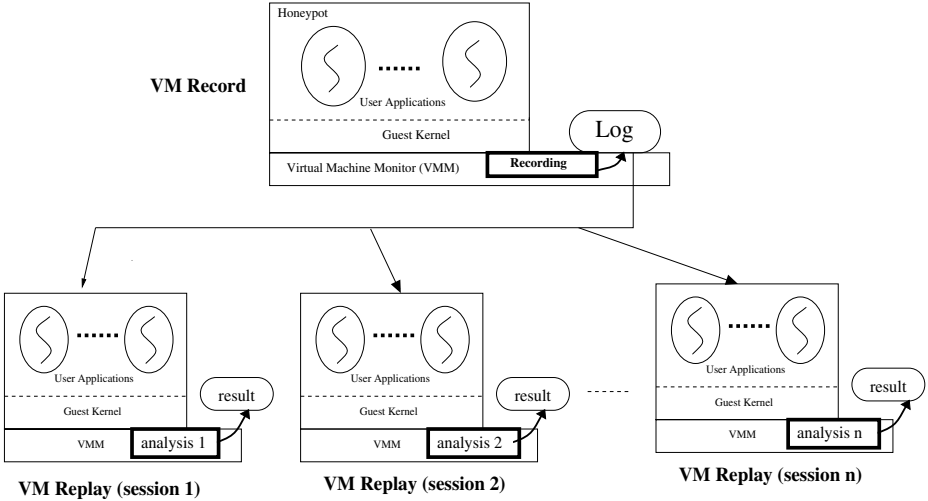 Honeypot
VM Record
User Applications
Guest Kernel
Log
Virtual Machine Monitor (VMM)
Recording
User Applications
Guest Kernel
result
VMM
analysis 1
VM Replay (session 1)
User Applications
Guest Kernel
result
VMM
analysis 2
VM Replay (session 2)
User Applications
Guest Kernel
result
VMM
analysis n
VM Replay (session n)